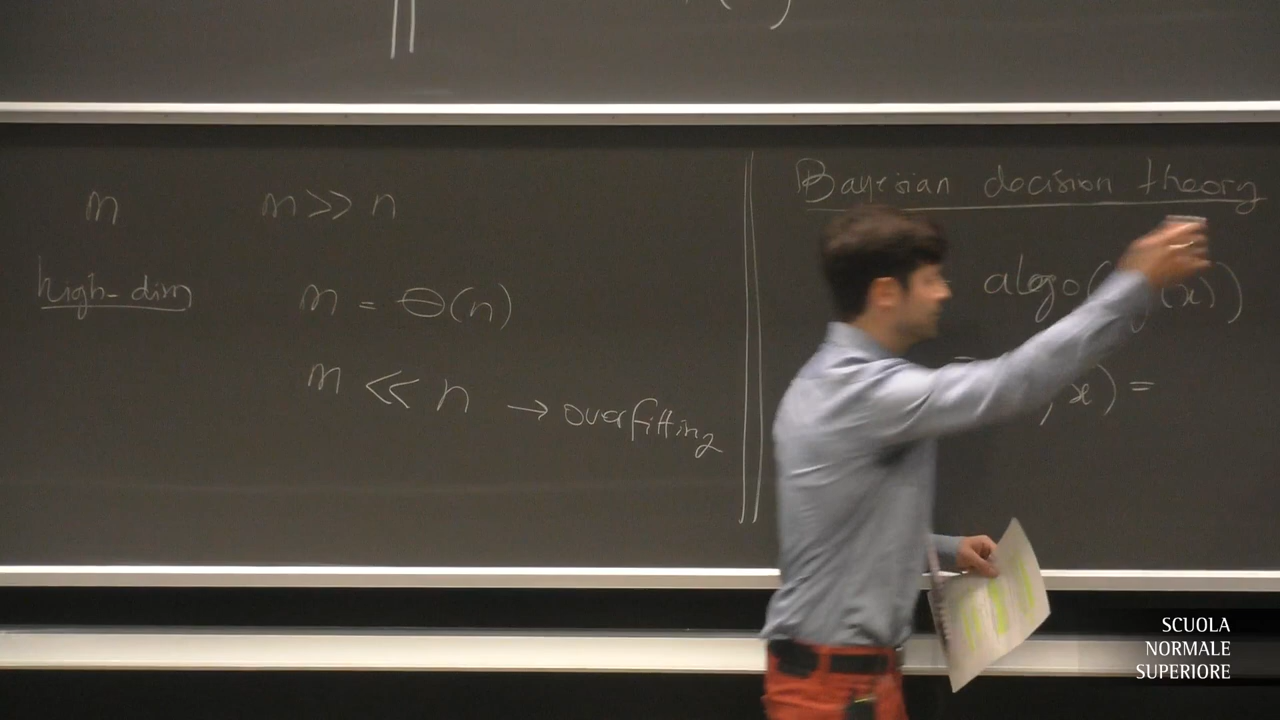 m m >> n
high-dim m = Θ(n)
m << n → overfitting
Bayesian decision theory
algo( (x))
, x) =
SCUOLA
NORMALE
SUPERIORE